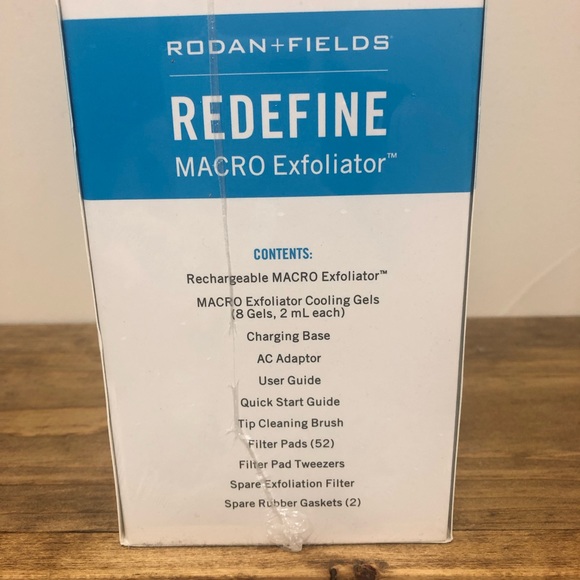 RODAN+FIELDS
REDEFINE
MACRO Exfoliator™
CONTENTS:
Rechargeable MACRO Exfoliator™
MACRO Exfoliator Cooling Gels
(8 Gels, 2 mL each)
Charging Base
AC Adaptor
User Guide
Quick Start Guide
Tip Cleaning Brush
Filter Pads (52)
Filter Pad Tweezers
Spare Exfoliation Filter
Spare Rubber Gaskets (2)